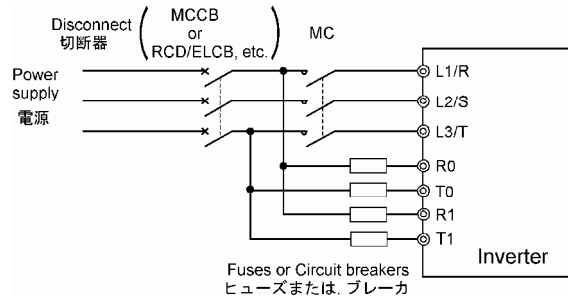 Disconnect
切断器
MCCB
or
RCD/ELCB, etc.
MC
Power
supply
電源
L1/R
L2/S
L3/T
R0
T0
R1
T1
Inverter
Fuses or Circuit breakers
ヒューズまたは、ブレーカ